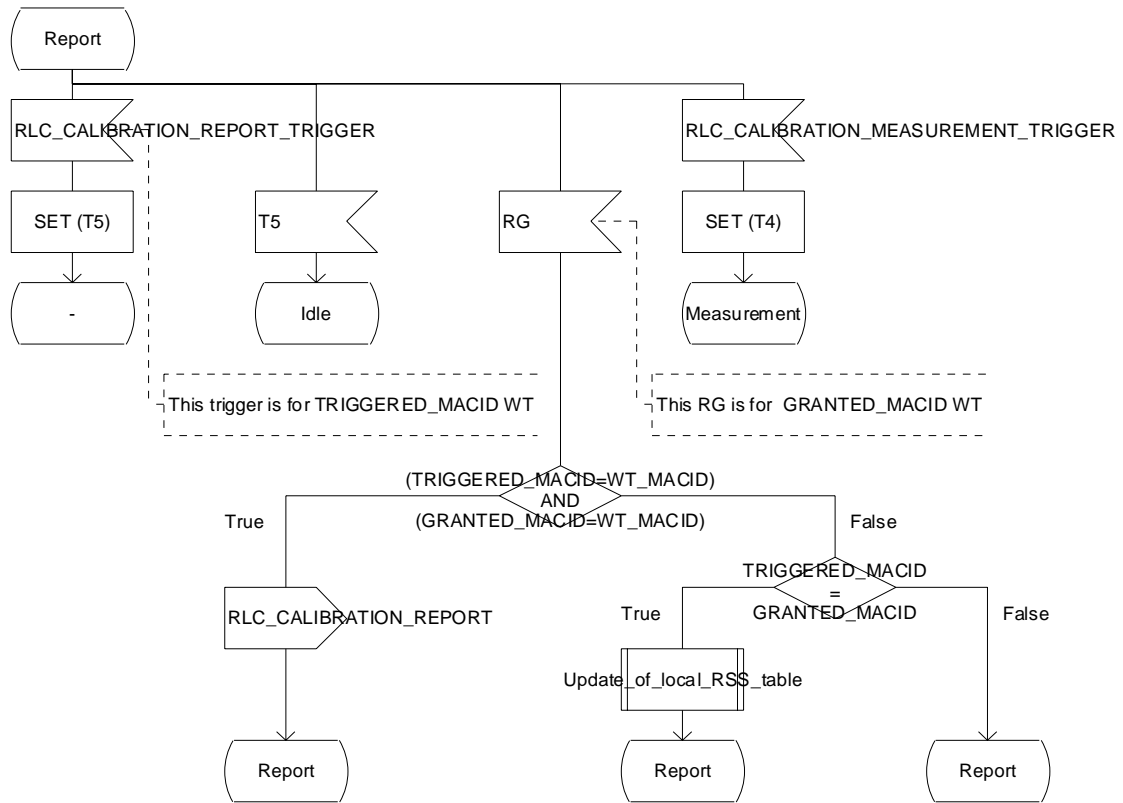 Report
RLC_CALIBRATION_REPORT_TRIGGER
RLC_CALIBRATION_MEASUREMENT_TRIGGER
SET (T5)
T5
RG
SET (T4)
-
Idle
Measurement
This trigger is for TRIGGERED_MACID WT
This RG is for GRANTED_MACID WT
(TRIGGERED_MACID=WT_MACID)
AND
(GRANTED_MACID=WT_MACID)
True
False
TRIGGERED_MACID
=
GRANTED_MACID
RLC_CALIBRATION_REPORT
True
False
Update_of_local_RSS_table
Report
Report
Report